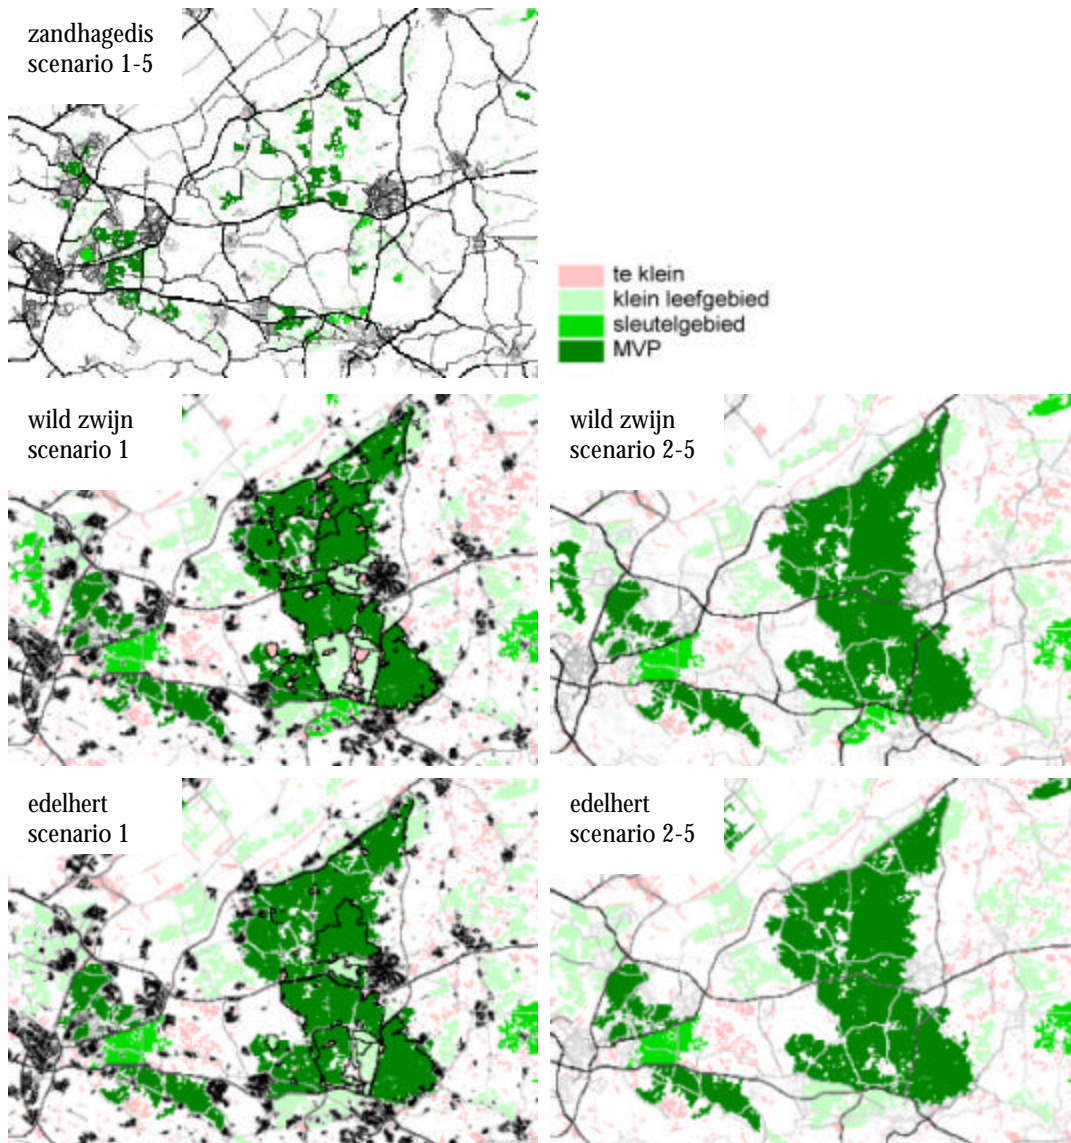 zandhagedis
scenario 1-5
te klein
klein leefgebied
sleutelgebied
MVP
wild zwijn
scenario 1
wild zwijn
scenario 2-5
edelhert
scenario 1
edelhert
scenario 2-5